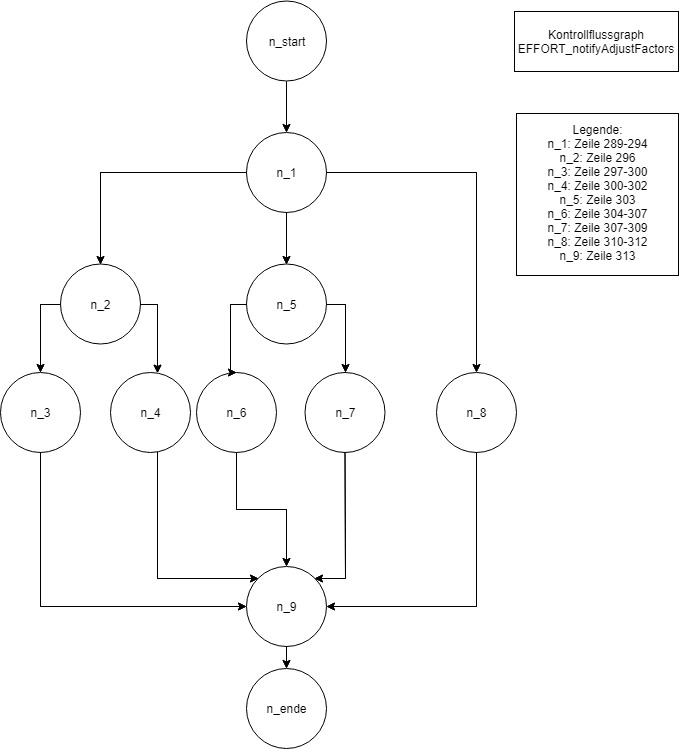 n_start
Kontrollflussgraph
EFFORT_notifyAdjustFactors
Legende:
n_1: Zeile 289-294
n_2: Zeile 296
n_3: Zeile 297-300
n_4: Zeile 300-302
n_5: Zeile 303
n_6: Zeile 304-307
n_7: Zeile 307-309
n_8: Zeile 310-312
n_9: Zeile 313
n_1
n_2
n_5
n_3
n_4
n_6
n_7
n_8
n_9
n_ende